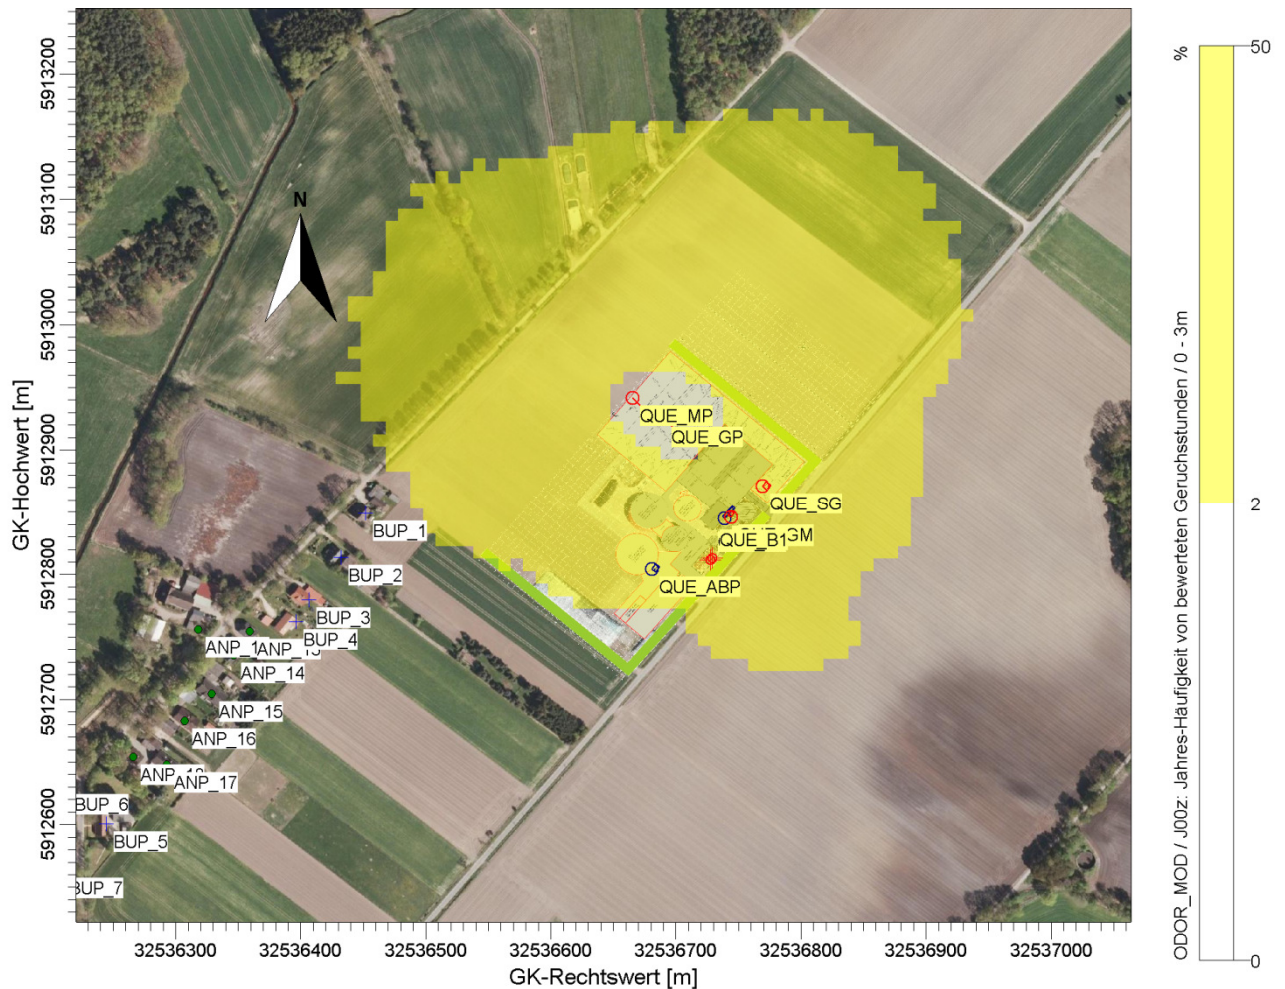 N
QUE_MP
QUE_GP
QUE_SG
GM
QUE_B1
QUE_ABP
BUP_1
BUP_2
BUP_3
BUP_4
ANP_14
ANP_15
ANP_16
ANP_17
BUP_6
BUP_5
BUP_7
GK-Hochwert [m]
5913200
5913100
5913000
5912900
5912800
5912700
5912600
32536300
32536400
32536500
32536600
32536700
32536800
32536900
32537000
GK-Rechtswert [m]
%
50
2
0
ODOR_MOD / J00z: Jahres-Häufigkeit von bewerteten Geruchsstunden / 0 - 3m